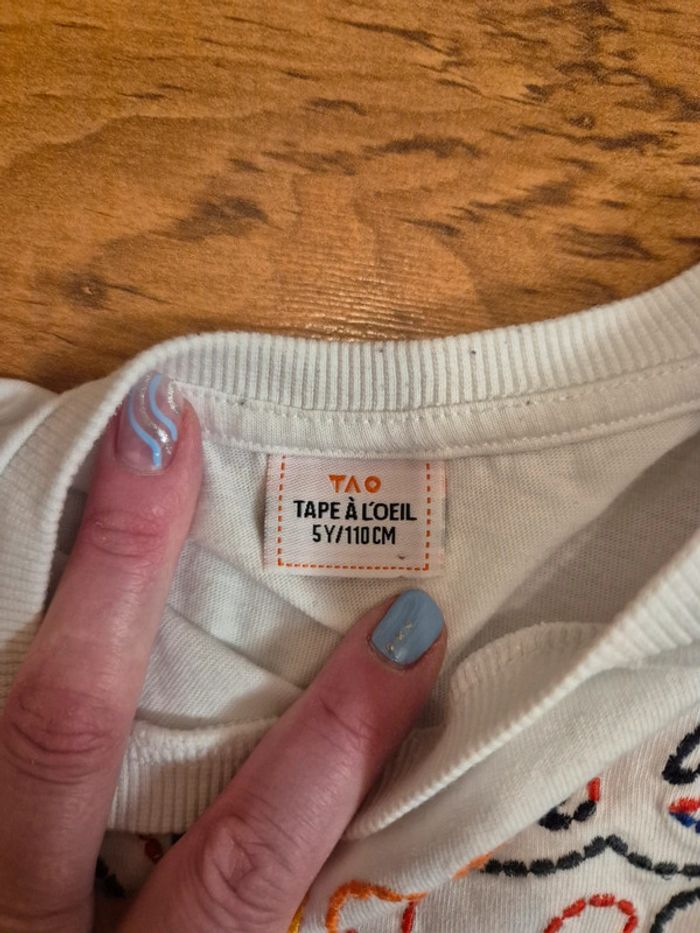 TAO
TAPE À L'OEIL
5Y/110CM